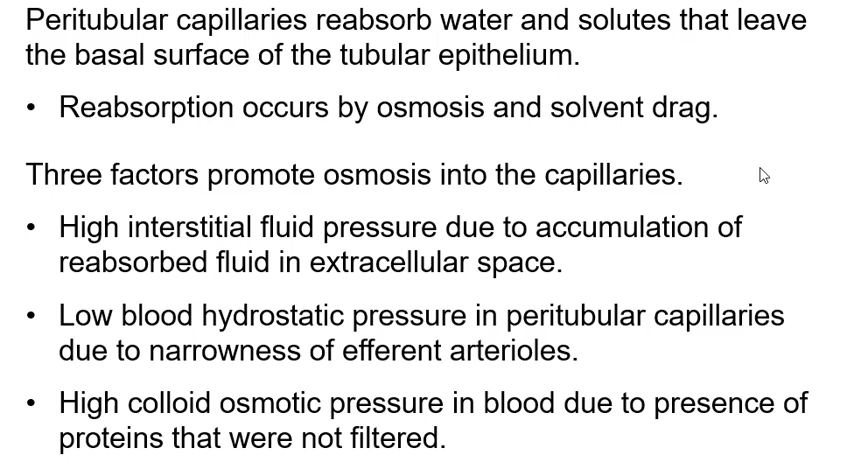 Peritubular capillaries reabsorb water and solutes that leave
the basal surface of the tubular epithelium.
• Reabsorption occurs by osmosis and solvent drag.
Three factors promote osmosis into the capillaries.
• High interstitial fluid pressure due to accumulation of
reabsorbed fluid in extracellular space.
• Low blood hydrostatic pressure in peritubular capillaries
due to narrowness of efferent arterioles.
• High colloid osmotic pressure in blood due to presence of
proteins that were not filtered.